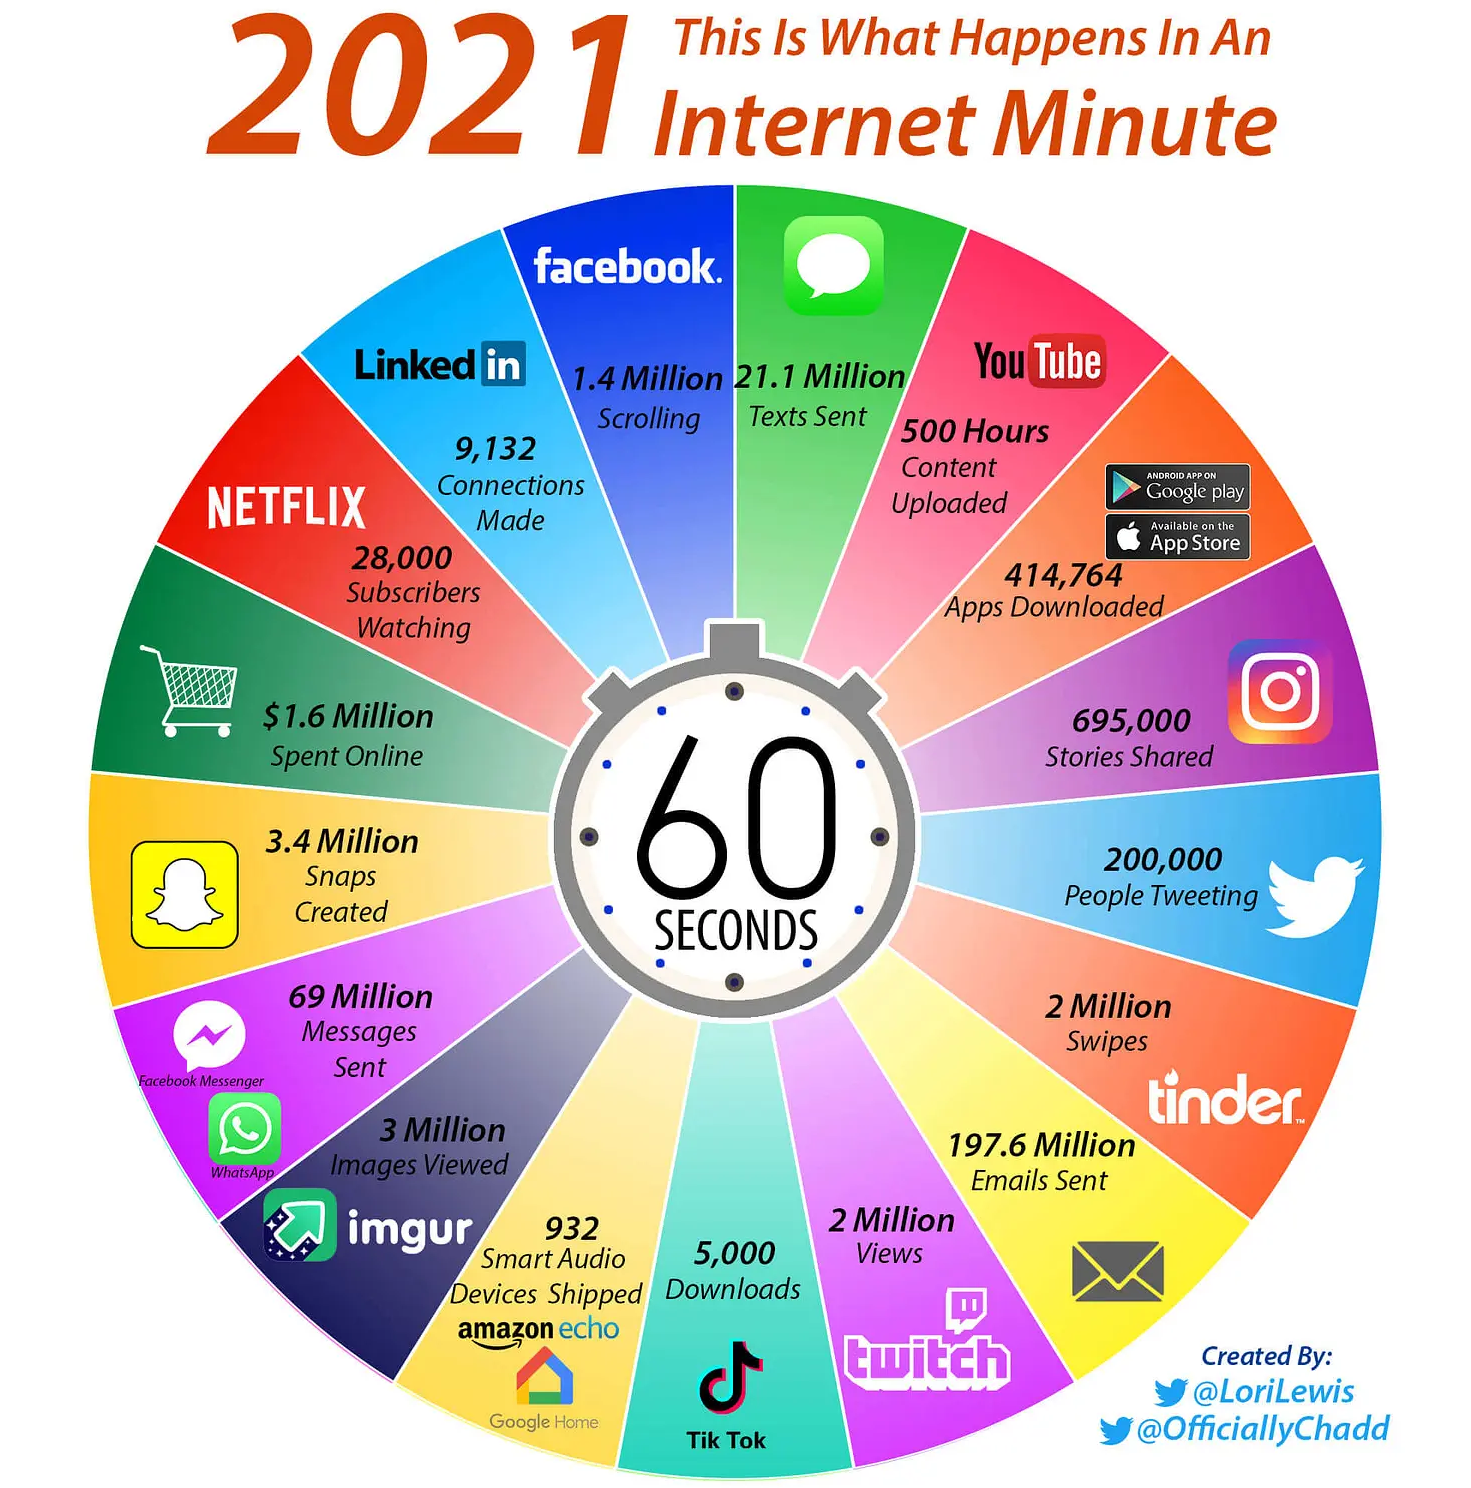 2021
This Is What Happens In An
Internet Minute
facebook.
1.4 Million
Scrolling
21.1 Million
Texts Sent
YouTube
500 Hours
Content
Uploaded
ANDROID APP ON
Google play
Available on the
App Store
414,764
Apps Downloaded
695,000
Stories Shared
200,000
People Tweeting
2 Million
Swipes
tinder™
197.6 Million
Emails Sent
2 Million
Views
twitch
5,000
Downloads
Tik Tok
932
Smart Audio
Devices Shipped
amazon echo
Google Home
3 Million
Images Viewed
imgur
69 Million
Messages
Sent
Facebook Messenger
WhatsApp
3.4 Million
Snaps
Created
$1.6 Million
Spent Online
NETFLIX
28,000
Subscribers
Watching
Linked in
9,132
Connections
Made
60
SECONDS
Created By:
@LoriLewis
@OfficiallyChadd